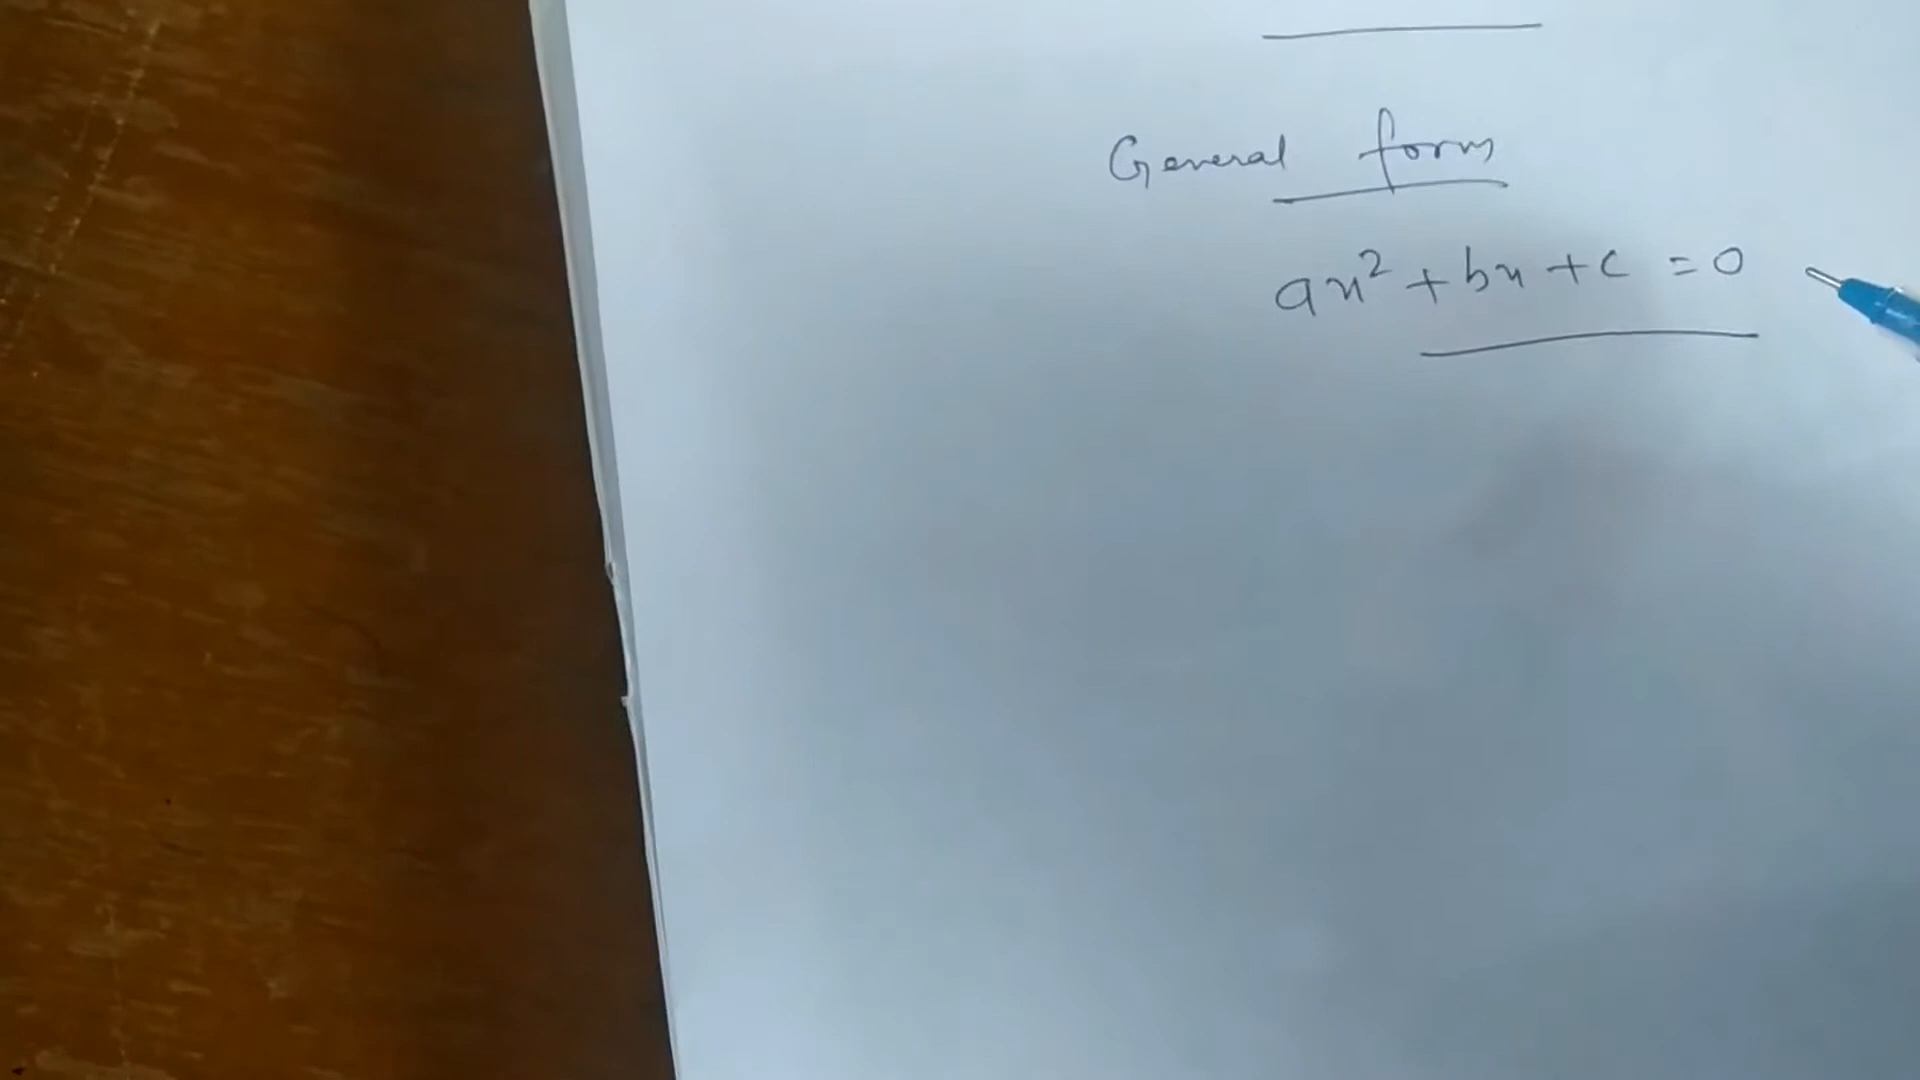 General form
ax² + bx + c = 0